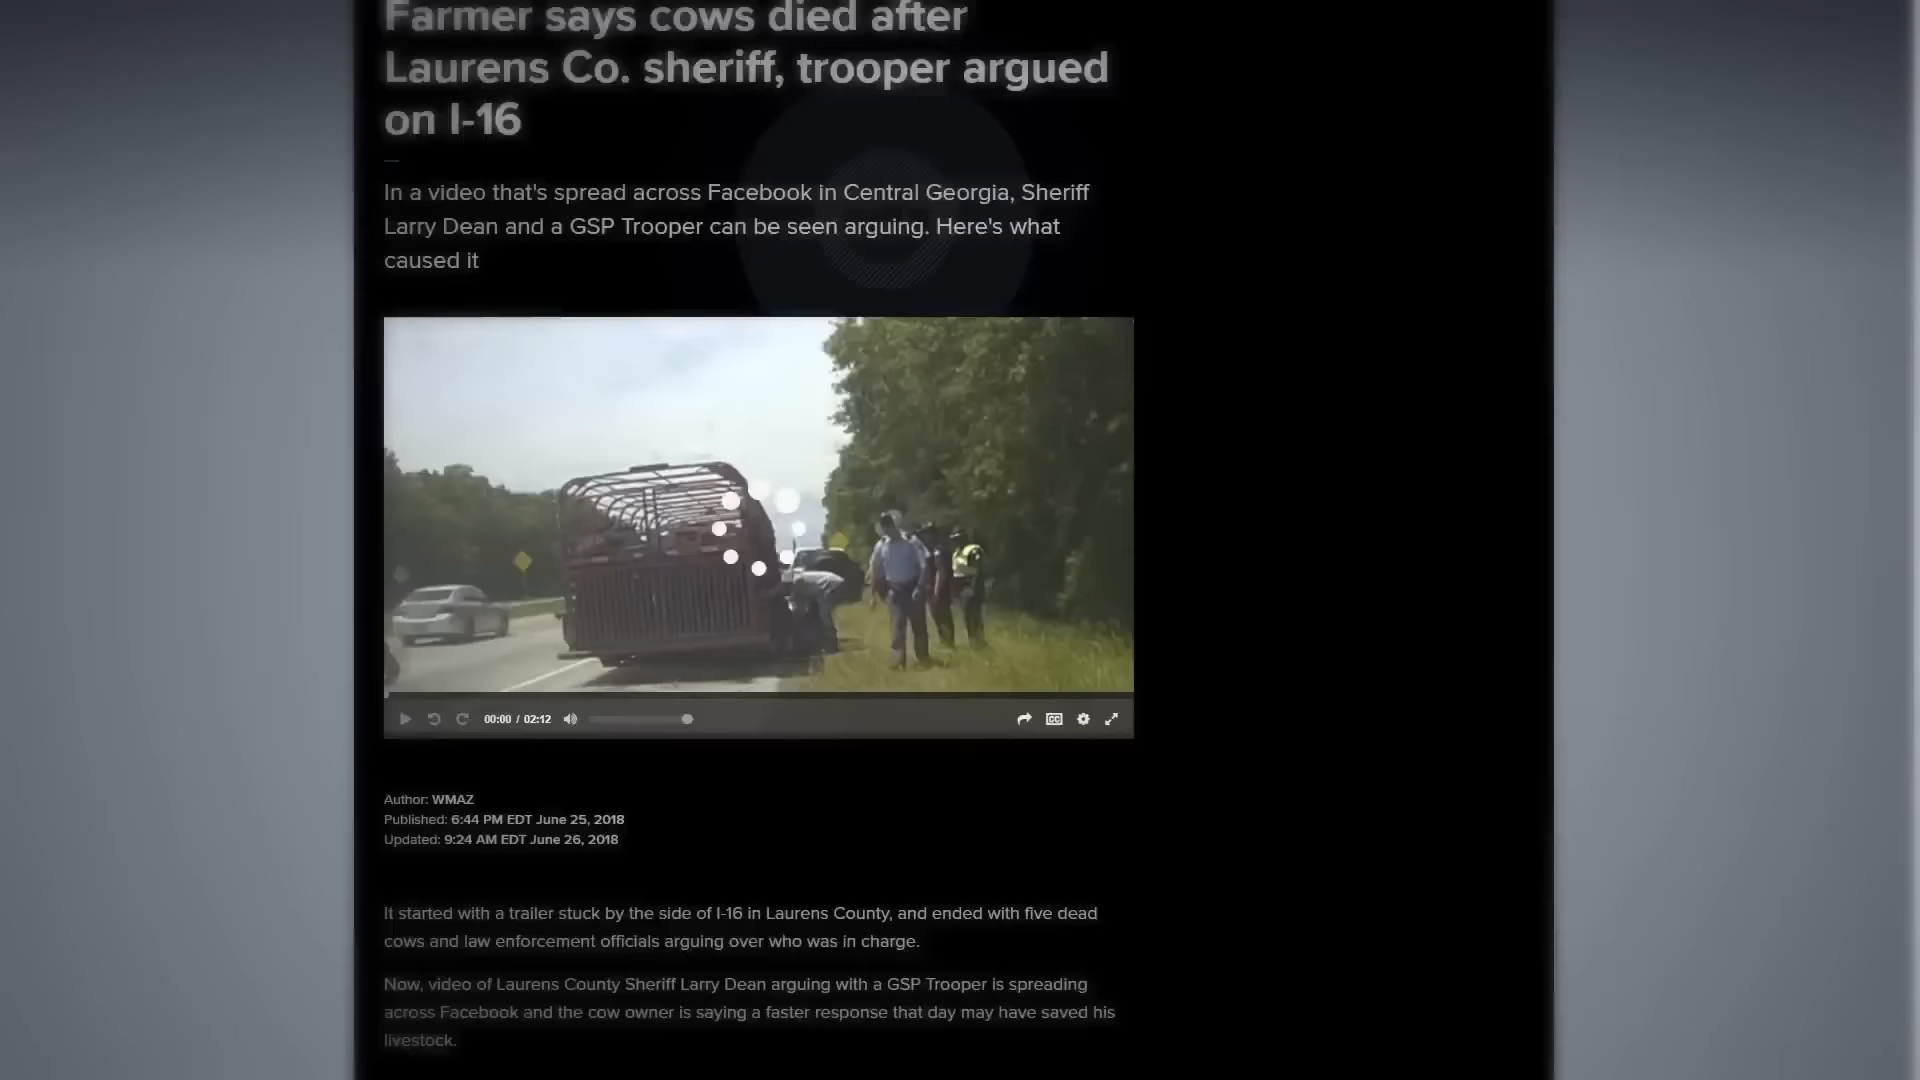 Farmer says cows died after
Laurens Co. sheriff, trooper argued
on I-16
In a video that's spread across Facebook in Central Georgia, Sheriff
Larry Dean and a GSP Trooper can be seen arguing. Here's what
caused it
00:00 / 02:12
CC
Author: WMAZ
Published: 6:44 PM EDT June 25, 2018
Updated: 9:24 AM EDT June 26, 2018
It started with a trailer stuck by the side of I-16 in Laurens County, and ended with five dead
cows and law enforcement officials arguing over who was in charge.
Now, video of Laurens County Sheriff Larry Dean arguing with a GSP Trooper is spreading
across Facebook and the cow owner is saying a faster response that day may have saved his
livestock.